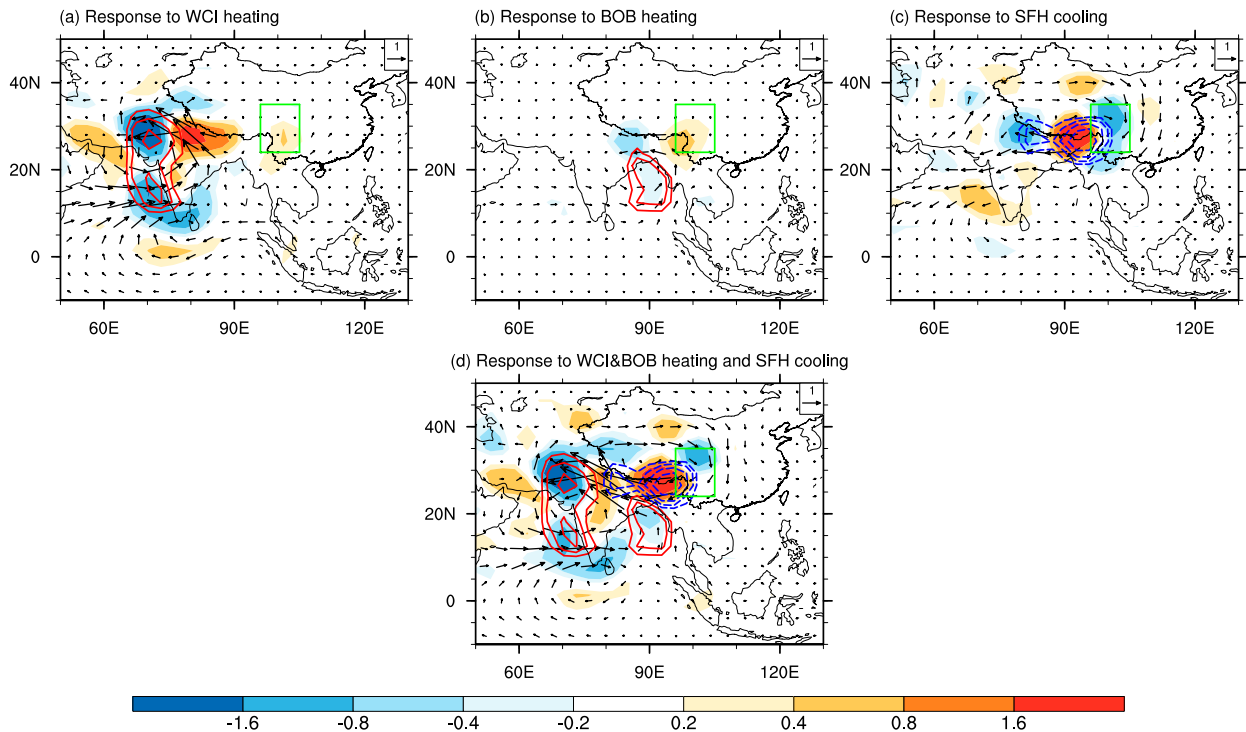 (a) Response to WCI heating
(b) Response to BOB heating
(c) Response to SFH cooling
1
1
1
40N
20N
0
40N
20N
0
40N
20N
0
60E 90E 120E
60E 90E 120E
60E 90E 120E
(d) Response to WCI&BOB heating and SFH cooling
1
40N
20N
0
60E 90E 120E
-1.6 -0.8 -0.4 -0.2 0.2 0.4 0.8 1.6